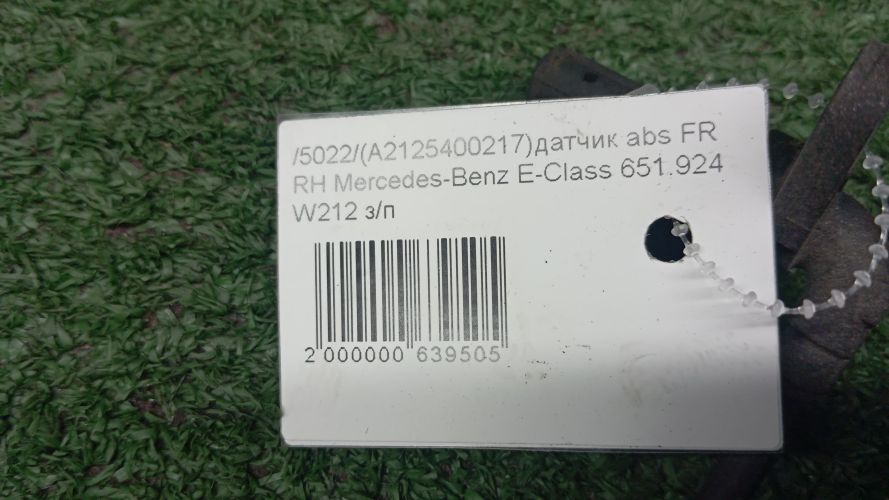 /5022/(A2125400217)датчик abs FR
RH Mercedes-Benz E-Class 651.924
W212 з/п
2 000000 639505